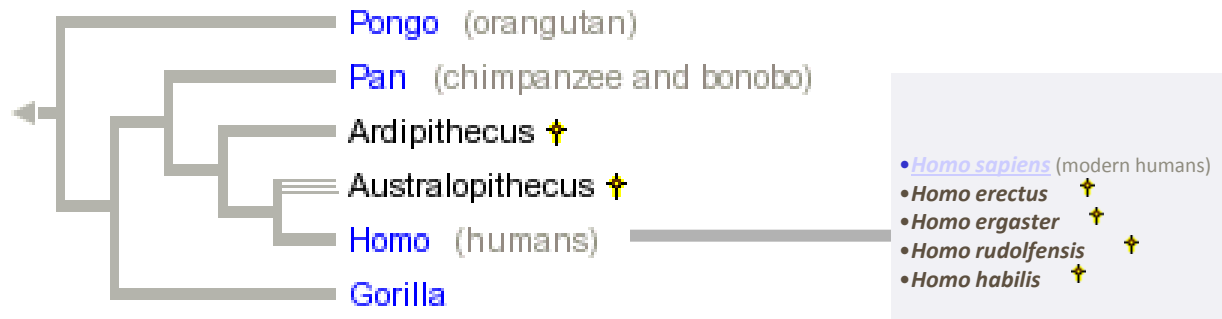 Pongo (orangutan)
Pan (chimpanzee and bonobo)
Ardipithecus †
Australopithecus †
Homo (humans)
Gorilla
•Homo sapiens (modern humans)
•Homo erectus †
•Homo ergaster †
•Homo rudolfensis †
•Homo habilis †